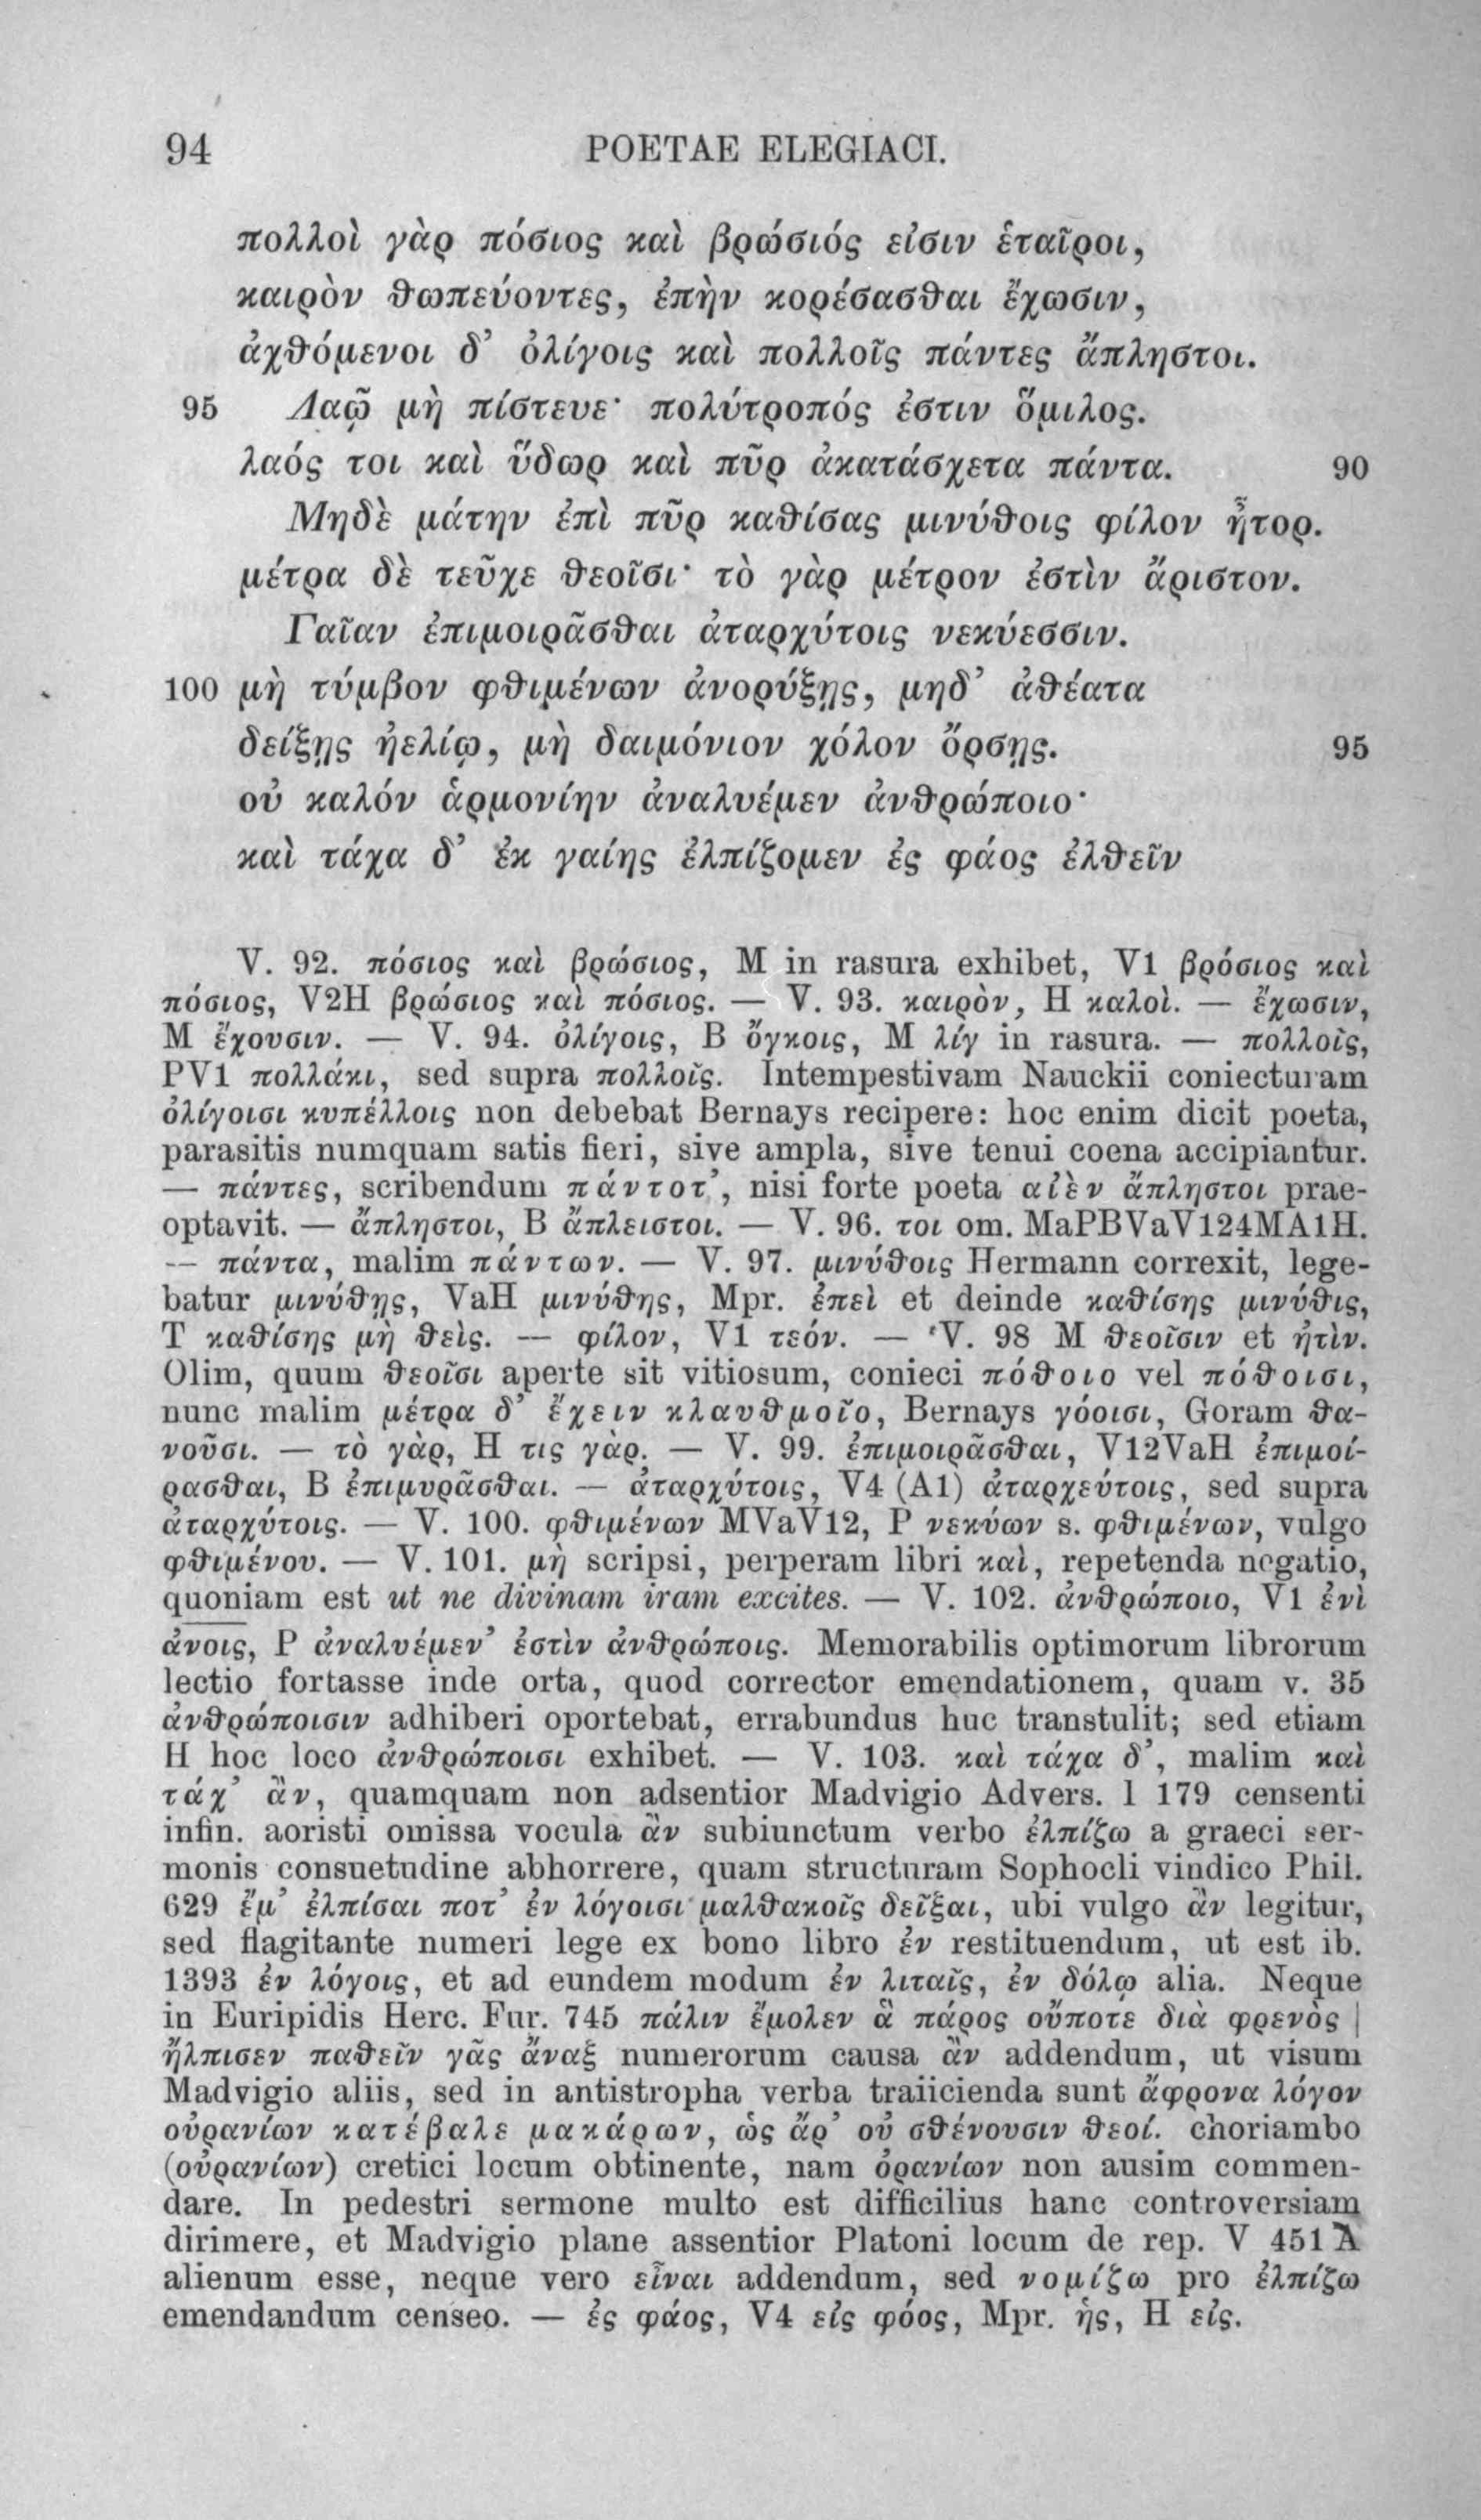 94 POETAE ELEGIACI.
πολλοὶ γὰρ πόσιος καὶ βρώσιός εἰσιν ἑταῖροι,
καιρὸν θωπεύοντες, ἐπὴν κορέσασθαι ἔχωσιν,
ἀχθόμενοι δ’ ὀλίγοις καὶ πολλοῖς πάντες ἄπληστοι.
95 Λαῷ μὴ πίστευε· πολύτροπός ἐστιν ὅμιλος.
λαός τοι καὶ ὕδωρ καὶ πῦρ ἀκατάσχετα πάντα. 90
Μηδὲ μάτην ἐπὶ πῦρ καθίσας μινύθοις φίλον ἦτορ.
μέτρα δὲ τεῦχε θεοῖσι· τὸ γὰρ μέτρον ἐστὶν ἄριστον.
Γαῖαν ἐπιμοιρᾶσθαι ἀταρχύτοις νεκύεσσιν.
100 μὴ τύμβον φθιμένων ἀνορύξῃς, μηδ’ ἀθέατα
δείξῃς ἠελίῳ, μὴ δαιμόνιον χόλον ὄρσῃς. 95
οὐ καλόν ἁρμονίην ἀναλυέμεν ἀνθρώποιο·
καὶ τάχα δ’ ἐκ γαίης ἐλπίζομεν ἐς φάος ἐλθεῖν
V. 92. πόσιος καὶ βρώσιος, M in rasura exhibet, V1 βρόσιος καὶ
πόσιος, V2H βρώσιος καὶ πόσιος. — V. 93. καιρὸν, H καλοὶ. — ἔχωσιν,
M ἔχουσιν. — V. 94. ὀλίγοις, B ὄγκοις, M λίγ in rasura. — πολλοῖς,
PV1 πολλάκι, sed supra πολλοῖς. Intempestivam Nauckii coniecturam
ὀλίγοισι κυπέλλοις non debebat Bernays recipere: hoc enim dicit poeta,
parasitis numquam satis fieri, sive ampla, sive tenui coena accipiantur.
— πάντες, scribendum πάντοτ’, nisi forte poeta αἰὲν ἄπληστοι prae-
optavit. — ἄπληστοι, B ἄπλειστοι. — V. 96. τοι om. MaPBVaV124MA1H.
— πάντα, malim πάντων. — V. 97. μινύθοις Hermann correxit, lege-
batur μινύθῃς, VaH μινύθης, Mpr. ἐπεὶ et deinde καθίσης μινύθις,
T καθίσης μὴ θεὶς. — φίλον, V1 τεόν. — V. 98 M θεοῖσιν et ἠτὶν.
Olim, quum θεοῖσι aperte sit vitiosum, conieci πόθοιο vel πόθοισι,
nunc malim μέτρα δ’ ἔχειν κλαυθμοῖο, Bernays γόοισι, Goram θα-
νοῦσι. — τὸ γὰρ, H τις γὰρ. — V. 99. ἐπιμοιρᾶσθαι, V12VaH ἐπιμοί-
ρασθαι, B ἐπιμυρᾶσθαι. — ἀταρχύτοις, V4 (A1) ἀταρχεύτοις, sed supra
ἀταρχύτοις. — V. 100. φθιμένων MVaV12, P νεκύων s. φθιμένων, vulgo
φθιμένου. — V. 101. μὴ scripsi, perperam libri καὶ, repetenda negatio,
quoniam est ut ne divinam iram excites. — V. 102. ἀνθρώποιο, V1 ἐνὶ
ἀνοις, P ἀναλυέμεν’ ἐστὶν ἀνθρώποις. Memorabilis optimorum librorum
lectio fortasse inde orta, quod corrector emendationem, quam v. 35
ἀνθρώποισιν adhiberi oportebat, errabundus huc transtulit; sed etiam
H hoc loco ἀνθρώποισι exhibet. — V. 103. καὶ τάχα δ’, malim καὶ
τάχ’ ἂν, quamquam non adsentior Madvigio Advers. I 179 censenti
infin. aoristi omissa vocula ἂν subiunctum verbo ἐλπίζω a graeci ser-
monis consuetudine abhorrere, quam structuram Sophocli vindico Phil.
629 ἔμ’ ἐλπίσαι ποτ’ ἐν λόγοισι μαλθακοῖς δεῖξαι, ubi vulgo ἂν legitur,
sed flagitante numeri lege ex bono libro ἐν restituendum, ut est ib.
1393 ἐν λόγοις, et ad eundem modum ἐν λιταῖς, ἐν δόλῳ alia. Neque
in Euripidis Herc. Fur. 745 πάλιν ἔμολεν ἃ πάρος οὔποτε διὰ φρενὸς |
ἤλπισεν παθεῖν γᾶς ἄναξ numerorum causa ἂν addendum, ut visum
Madvigio aliis, sed in antistropha verba traiicienda sunt ἄφρονα λόγον
οὐρανίων κατέβαλε μακάρων, ὡς ἄρ’ οὐ σθένουσιν θεοί. choriambo
(οὐρανίων) cretici locum obtinente, nam ὀρανίων non ausim commen-
dare. In pedestri sermone multo est difficilius hanc controversiam
dirimere, et Madvigio plane assentior Platoni locum de rep. V 451 A
alienum esse, neque vero εἶναι addendum, sed νομίζω pro ἐλπίζω
emendandum censeo. — ἐς φάος, V4 εἰς φόος, Mpr. ἠς, H εἰς.